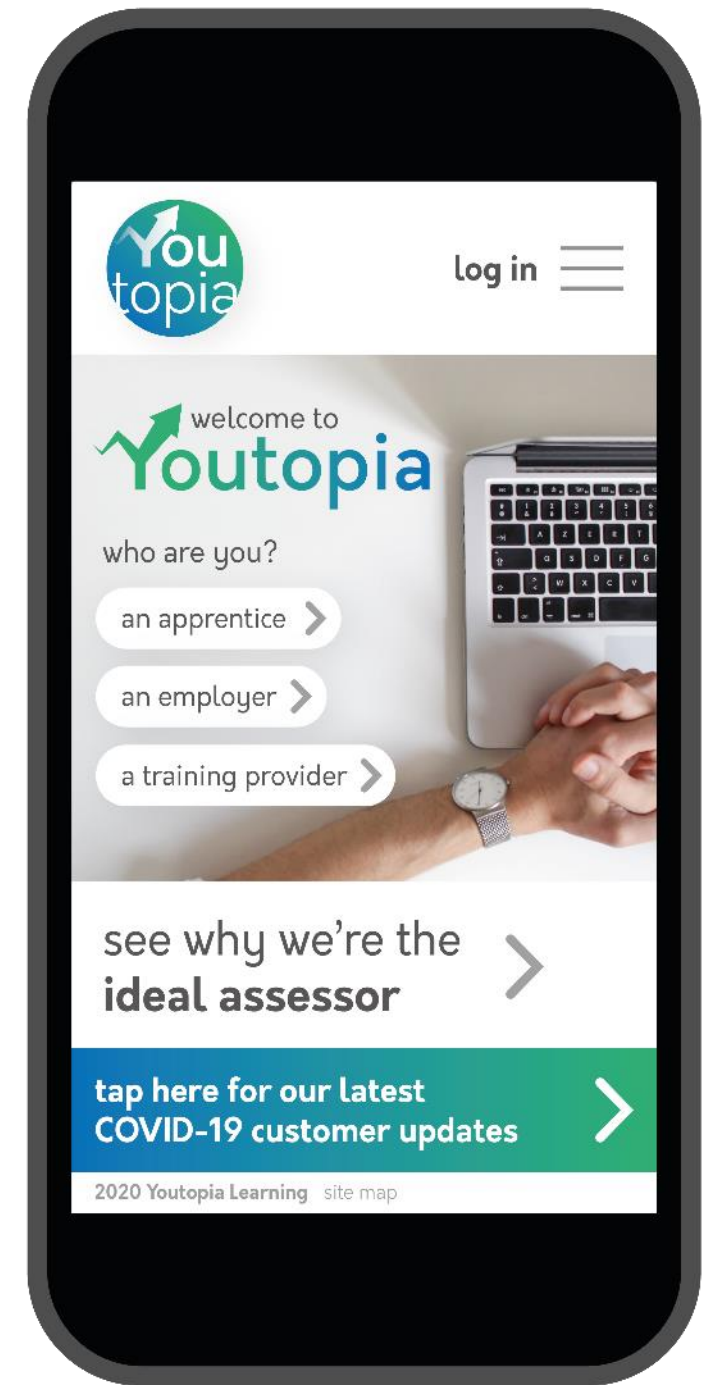 You
topia
log in
welcome to
Youtopia
who are you?
an apprentice
an employer
a training provider
see why we're the
ideal assessor
tap here for our latest
COVID-19 customer updates
2020 Youtopia Learning site map